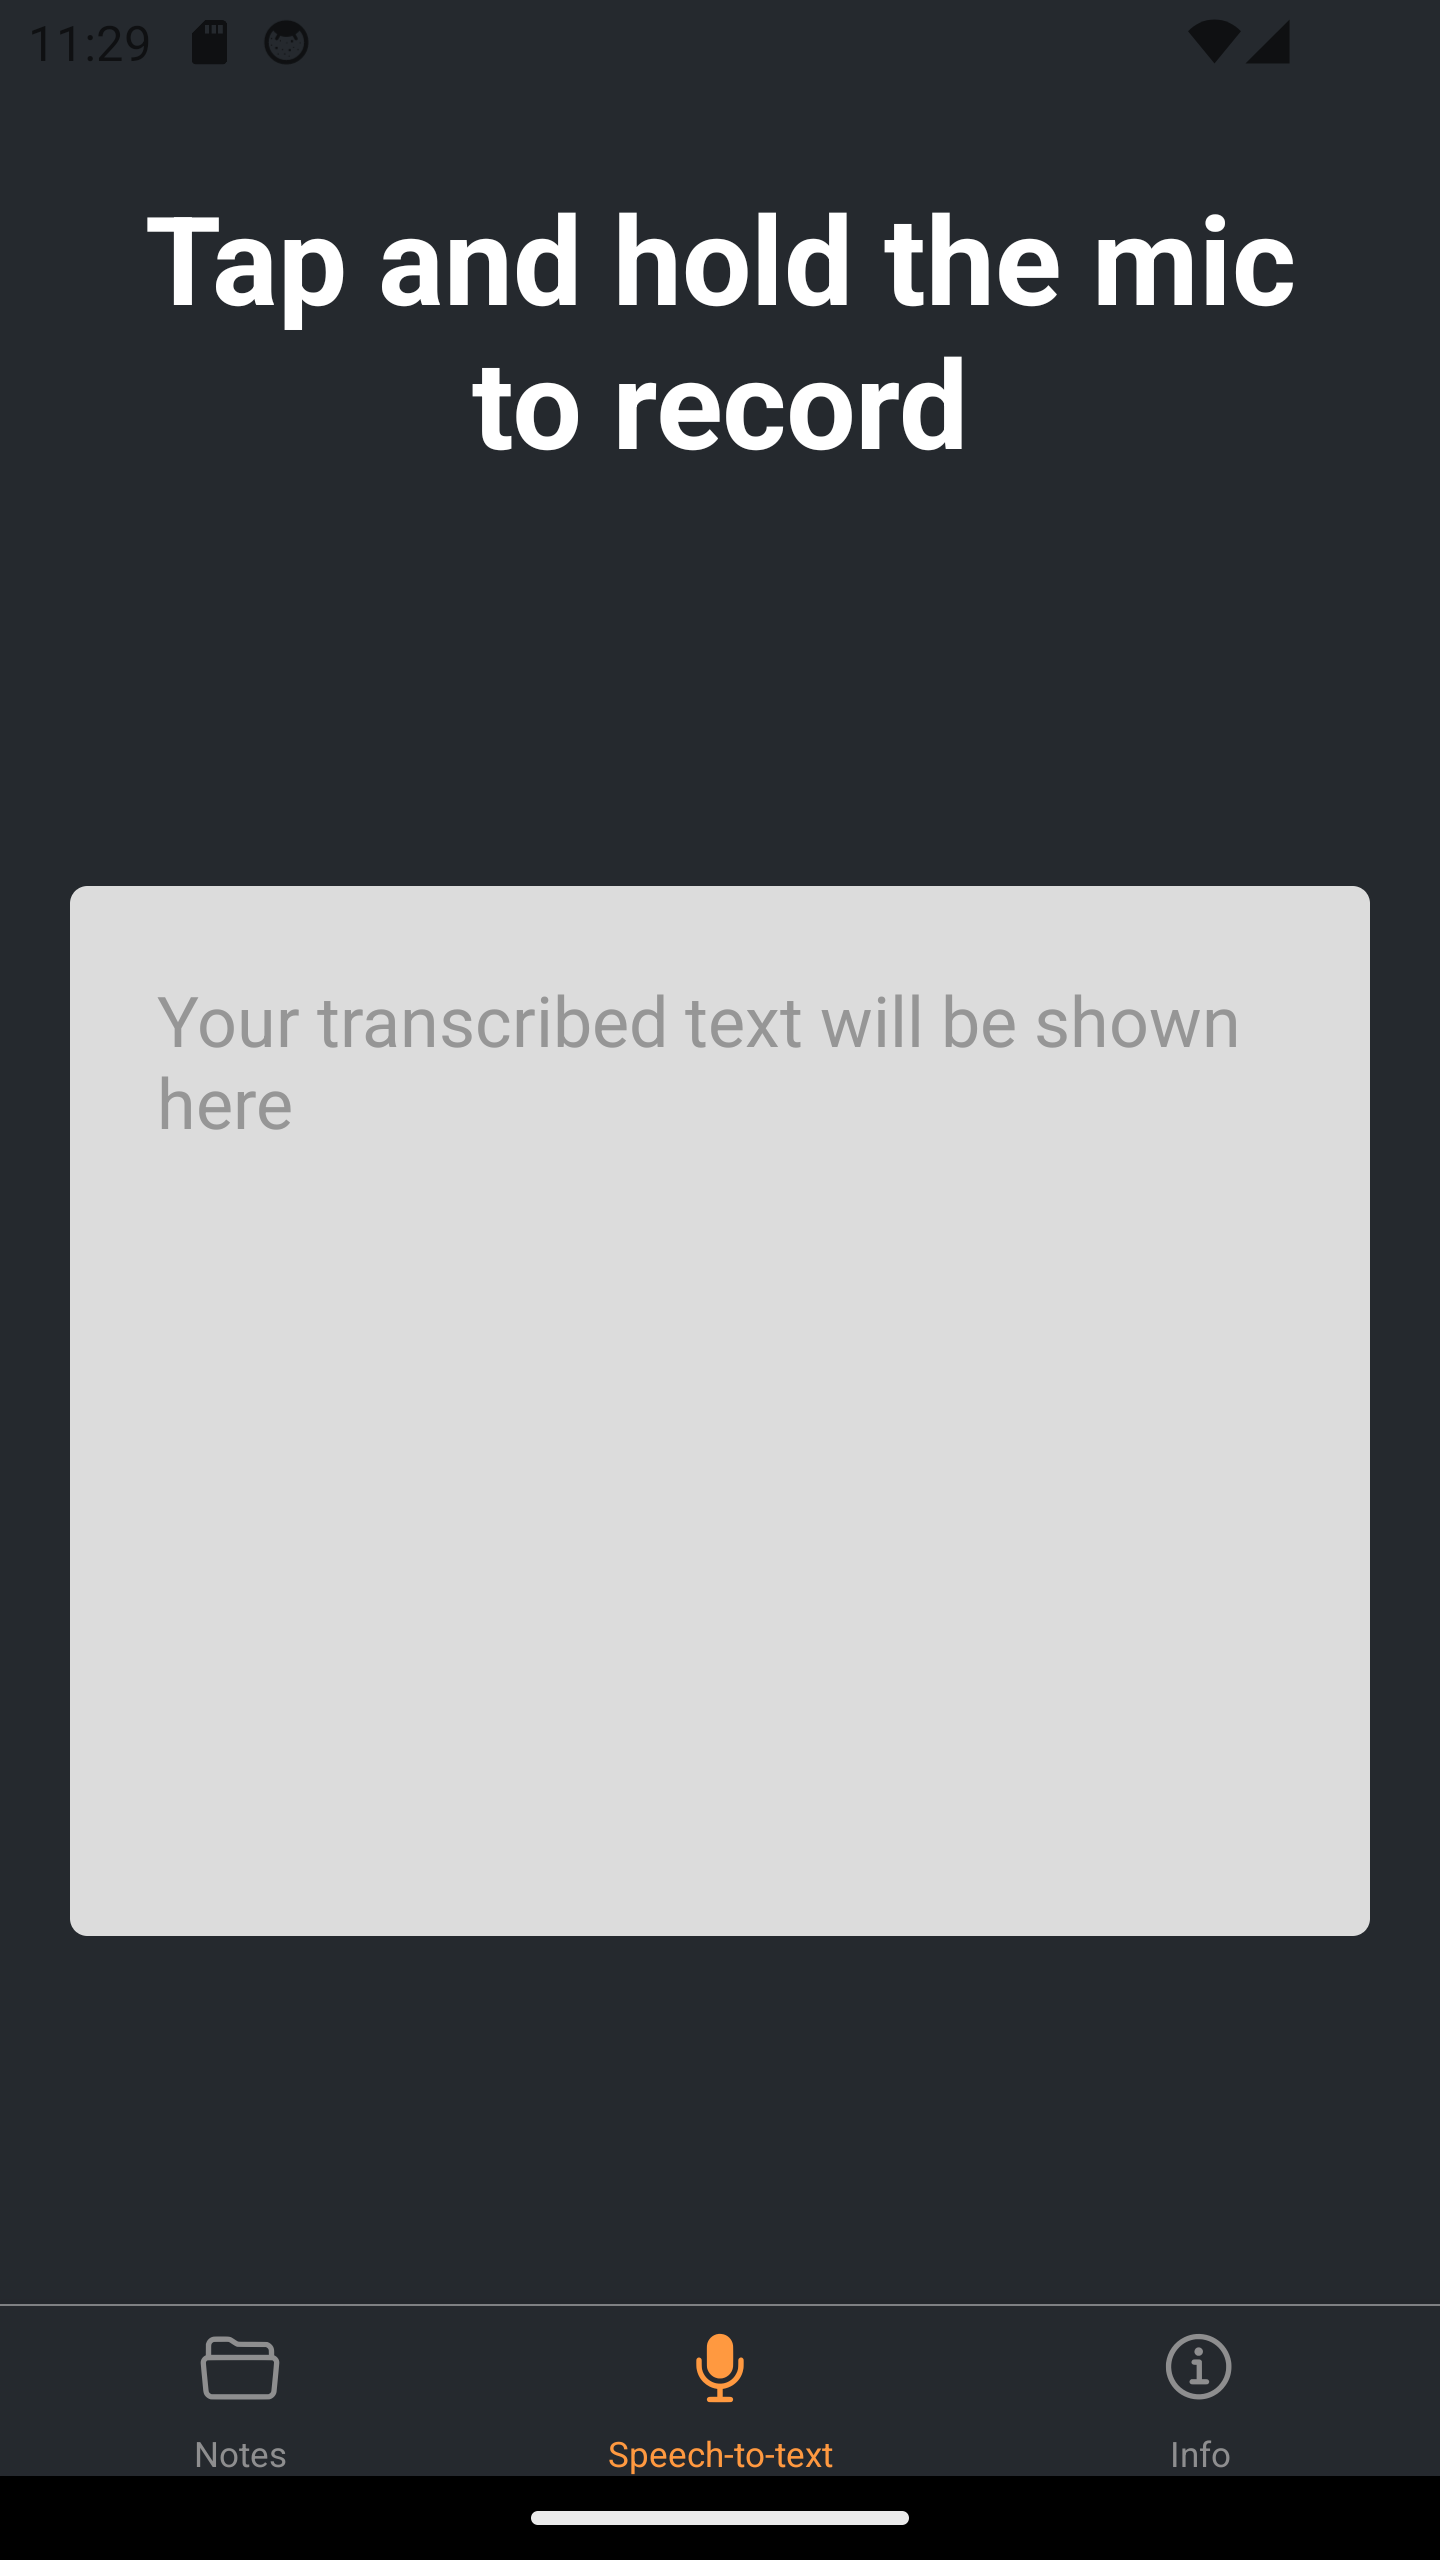 11:29
Tap and hold the mic
to record
Your transcribed text will be shown
here
Notes
Speech-to-text
Info